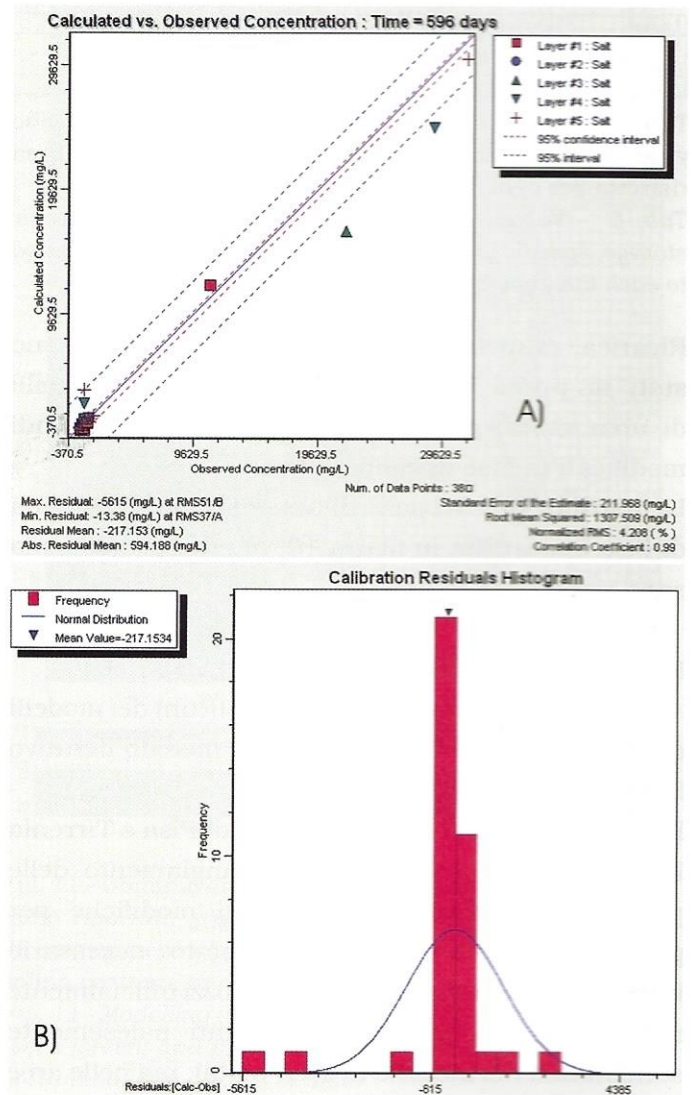 Calculated vs. Observed Concentration : Time = 596 days
Layer #1 : Salt
Layer #2 : Salt
Layer #3 : Salt
Layer #4 : Salt
Layer #5 : Salt
95% confidence interval
95% interval
Calculated Concentration (mg/L)
29629.5
19629.5
9629.5
-370.5
-370.5 9629.5 19629.5 29629.5
Observed Concentration (mg/L)
A)
Num. of Data Points : 38
Max. Residual: -5615 (mg/L) at RMS51/B
Min. Residual: -13.38 (mg/L) at RMS37/A
Residual Mean : -217.153 (mg/L)
Abs. Residual Mean : 594.188 (mg/L)
Standard Error of the Estimate : 211.968 (mg/L)
Root Mean Squared : 1307.509 (mg/L)
Normalized RMS : 4.208 ( % )
Correlation Coefficient : 0.99
Calibration Residuals Histogram
Frequency
Normal Distribution
Mean Value=-217.1534
Frequency
20
10
0
B)
Residuals:[Calc-Obs] -5615 -815 4385